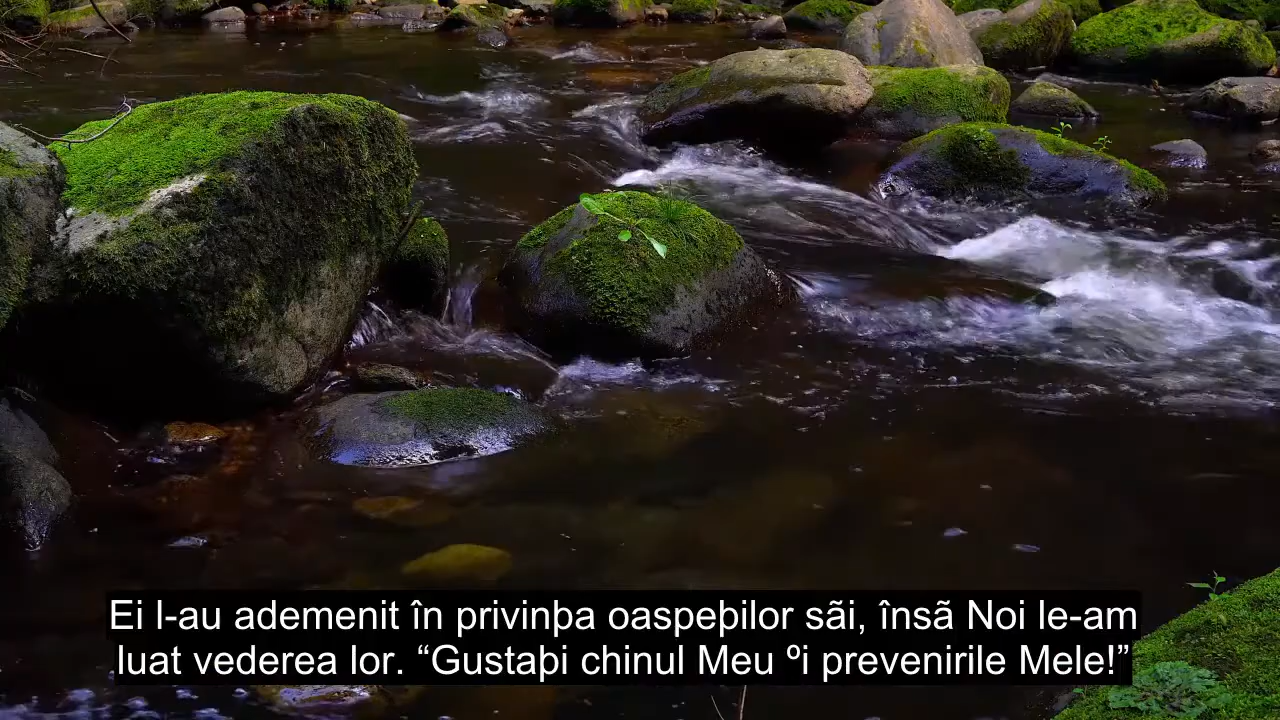 Ei l-au ademenit în privinþa oaspeþilor sãi, însã Noi le-am
luat vederea lor. “Gustaþi chinul Meu ºi prevenirile Mele!”